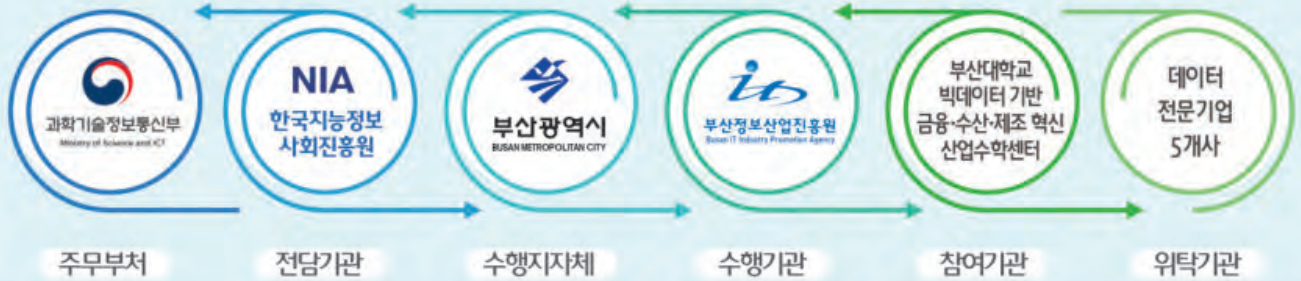 과학기술정보통신부
Ministry of Science and ICT
NIA
한국지능정보
사회진흥원
부산광역시
BUSAN METROPOLITAN CITY
부산정보산업진흥원
Busan IT Industry Promotion Agency
부산대학교
빅데이터 기반
금융·수산·제조 혁신
산업수학센터
데이터
전문기업
5개사
주무부처
전담기관
수행지자체
수행기관
참여기관
위탁기관